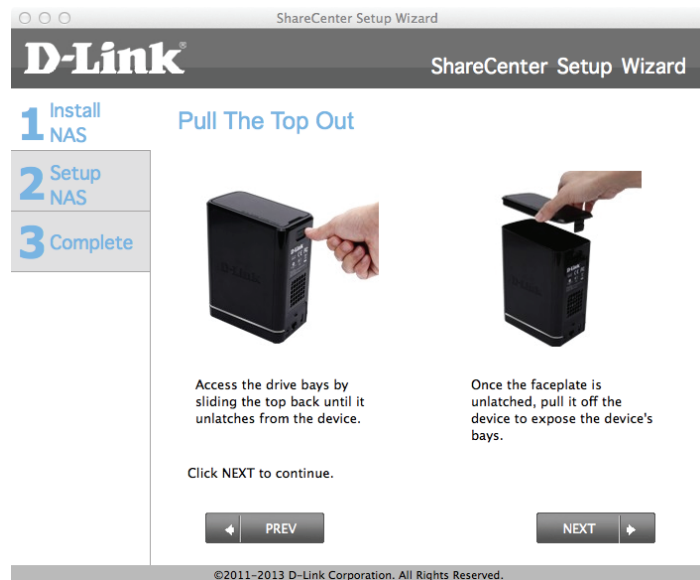 ShareCenter Setup Wizard
D-Link®
ShareCenter Setup Wizard
1 Install
NAS
2 Setup
NAS
3 Complete
Pull The Top Out
D-Link
Access the drive bays by
sliding the top back until it
unlatches from the device.
Once the faceplate is
unlatched, pull it off the
device to expose the device's
bays.
Click NEXT to continue.
PREV
NEXT
©2011-2013 D-Link Corporation. All Rights Reserved.